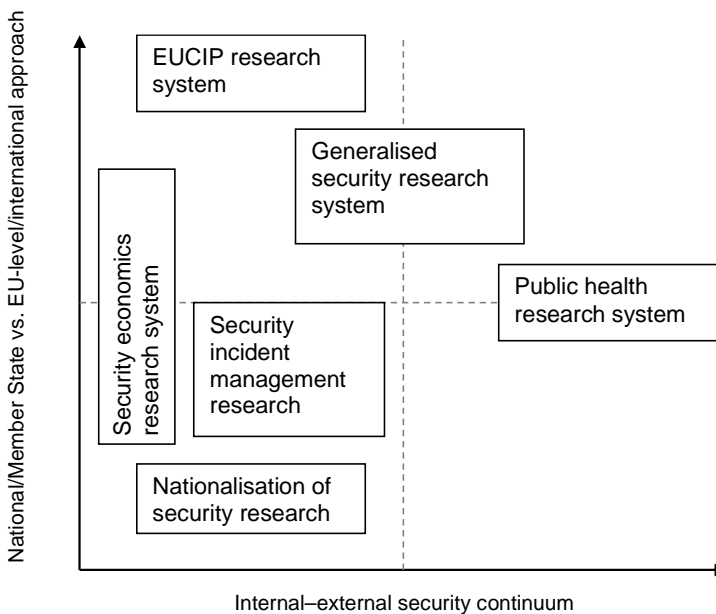 National/Member State vs. EU-level/international approach
EUCIP research
system
Generalised
security research
system
Security economics
research system
Public health
research system
Security
incident
management
research
Nationalisation of
security research
Internal–external security continuum